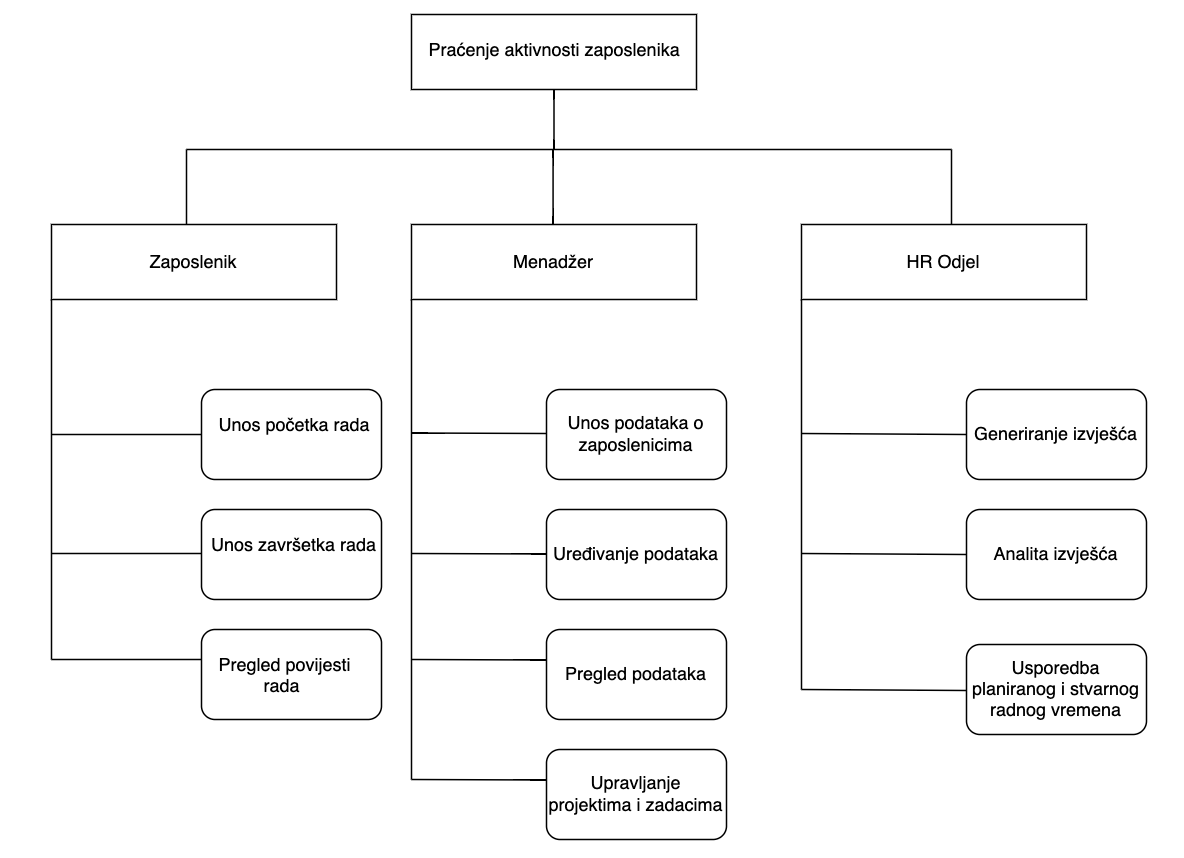 Praćenje aktivnosti zaposlenika
Zaposlenik
Menadžer
HR Odjel
Unos početka rada
Unos završetka rada
Pregled povijesti
rada
Unos podataka o
zaposlenicima
Uređivanje podataka
Pregled podataka
Upravljanje
projektima i zadacima
Generiranje izvješća
Analita izvješća
Usporedba
planiranog i stvarnog
radnog vremena